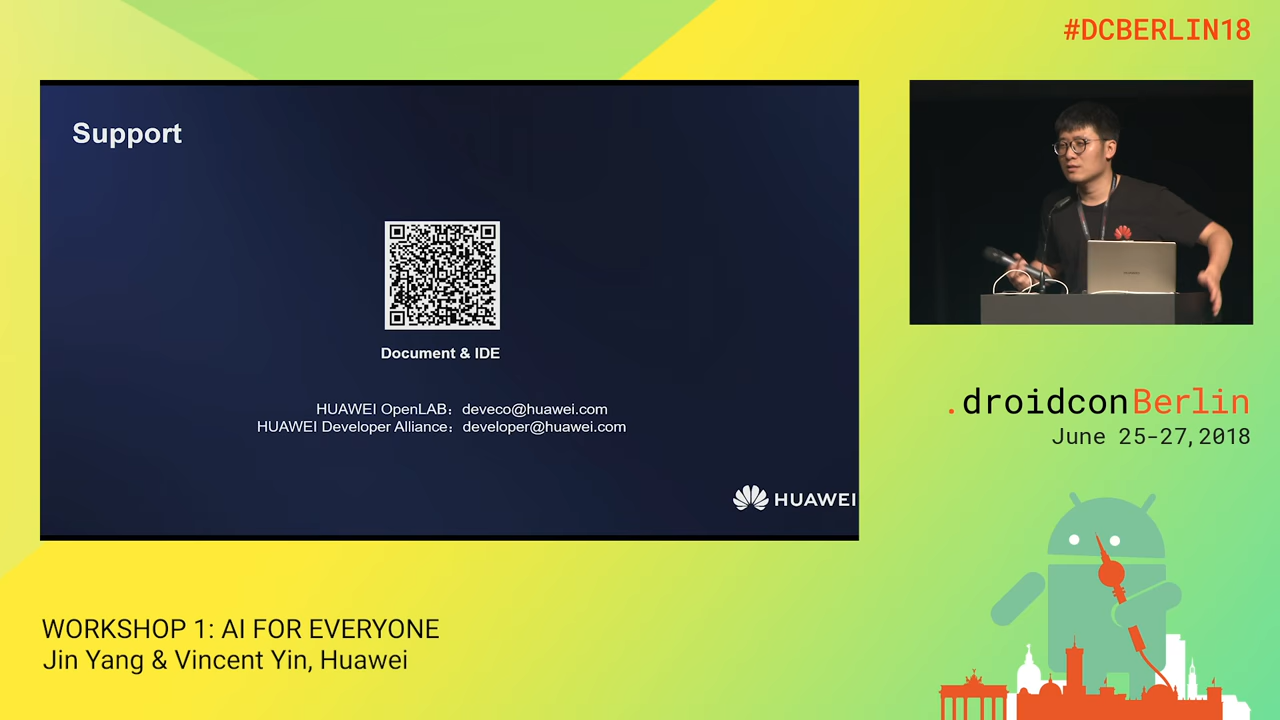 #DCBERLIN18
Support
Document & IDE
HUAWEI OpenLAB：deveco@huawei.com
HUAWEI Developer Alliance：developer@huawei.com
HUAWEI
.droidconBerlin
June 25-27,2018
WORKSHOP 1: AI FOR EVERYONE
Jin Yang & Vincent Yin, Huawei